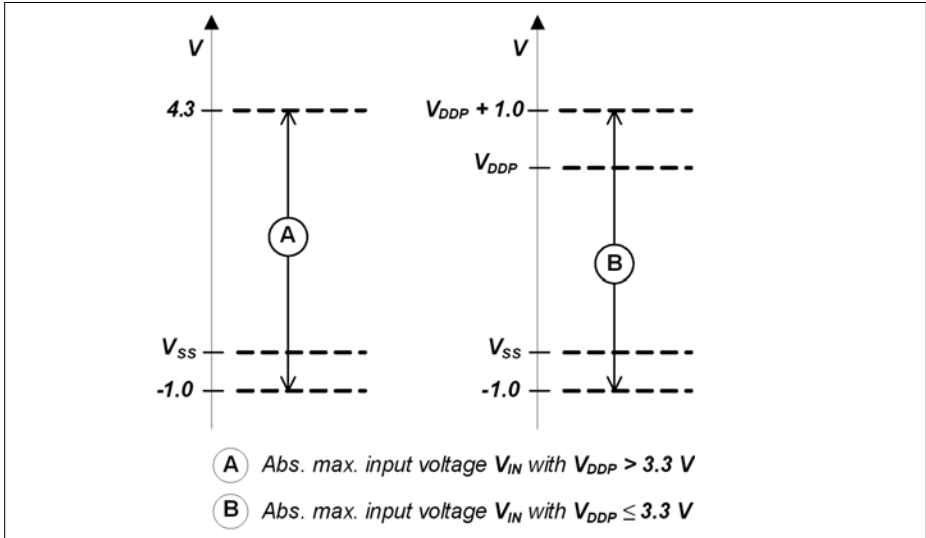 V
4.3
A
V_SS
-1.0
V
V_DDP + 1.0
V_DDP
B
V_SS
-1.0
A Abs. max. input voltage V_IN with V_DDP > 3.3 V
B Abs. max. input voltage V_IN with V_DDP ≤ 3.3 V